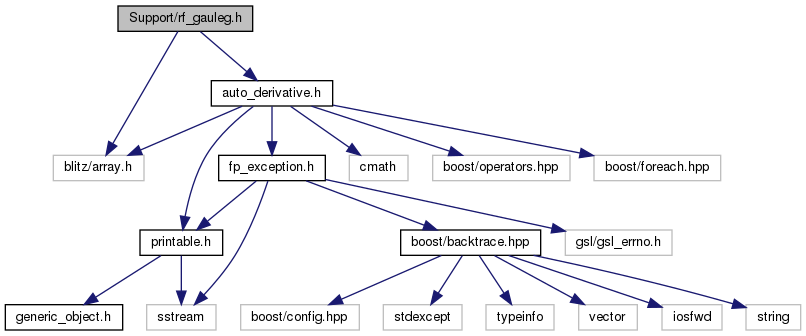 Support/rf_gauleg.h
auto_derivative.h
blitz/array.h
fp_exception.h
cmath
boost/operators.hpp
boost/foreach.hpp
printable.h
boost/backtrace.hpp
gsl/gsl_errno.h
generic_object.h
sstream
boost/config.hpp
stdexcept
typeinfo
vector
iosfwd
string